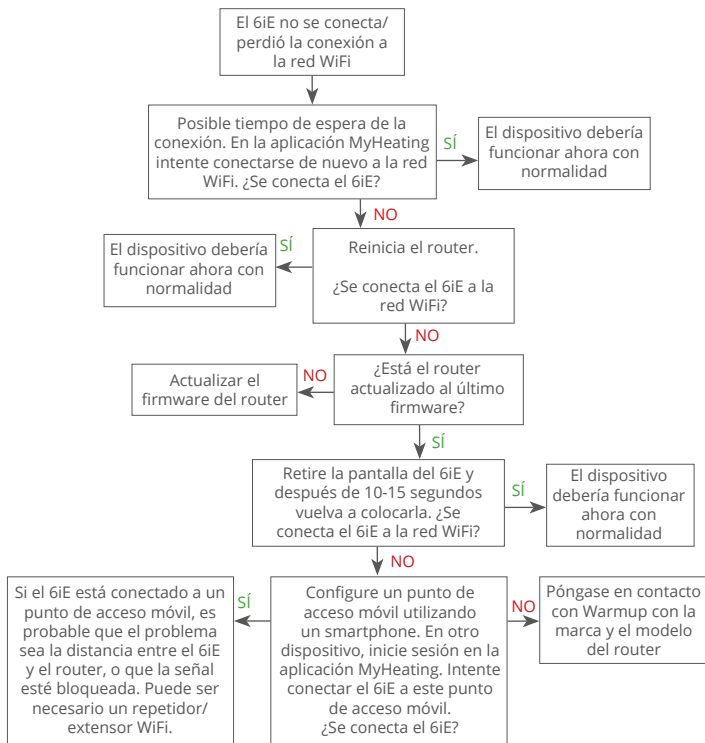 El 6iE no se conecta/
perdió la conexión a
la red WiFi
Posible tiempo de espera de la
conexión. En la aplicación MyHeating
intente conectarse de nuevo a la red
WiFi. ¿Se conecta el 6iE?
SÍ
El dispositivo debería
funcionar ahora con
normalidad
NO
Reinicia el router.
¿Se conecta el 6iE a la
red WiFi?
SÍ
El dispositivo debería
funcionar ahora con
normalidad
NO
¿Está el router
actualizado al último
firmware?
NO
Actualizar el
firmware del router
SÍ
Retire la pantalla del 6iE y
después de 10-15 segundos
vuelva a colocarla. ¿Se
conecta el 6iE a la red WiFi?
SÍ
El dispositivo
debería funcionar
ahora con
normalidad
NO
Configure un punto de
acceso móvil utilizando
un smartphone. En otro
dispositivo, inicie sesión en la
aplicación MyHeating. Intente
conectar el 6iE a este punto
de acceso móvil.
¿Se conecta el 6iE?
SÍ
Si el 6iE está conectado a un
punto de acceso móvil, es
probable que el problema
sea la distancia entre el 6iE
y el router, o que la señal
esté bloqueada. Puede ser
necesario un repetidor/
extensor WiFi.
NO
Póngase en contacto
con Warmup con la
marca y el modelo
del router